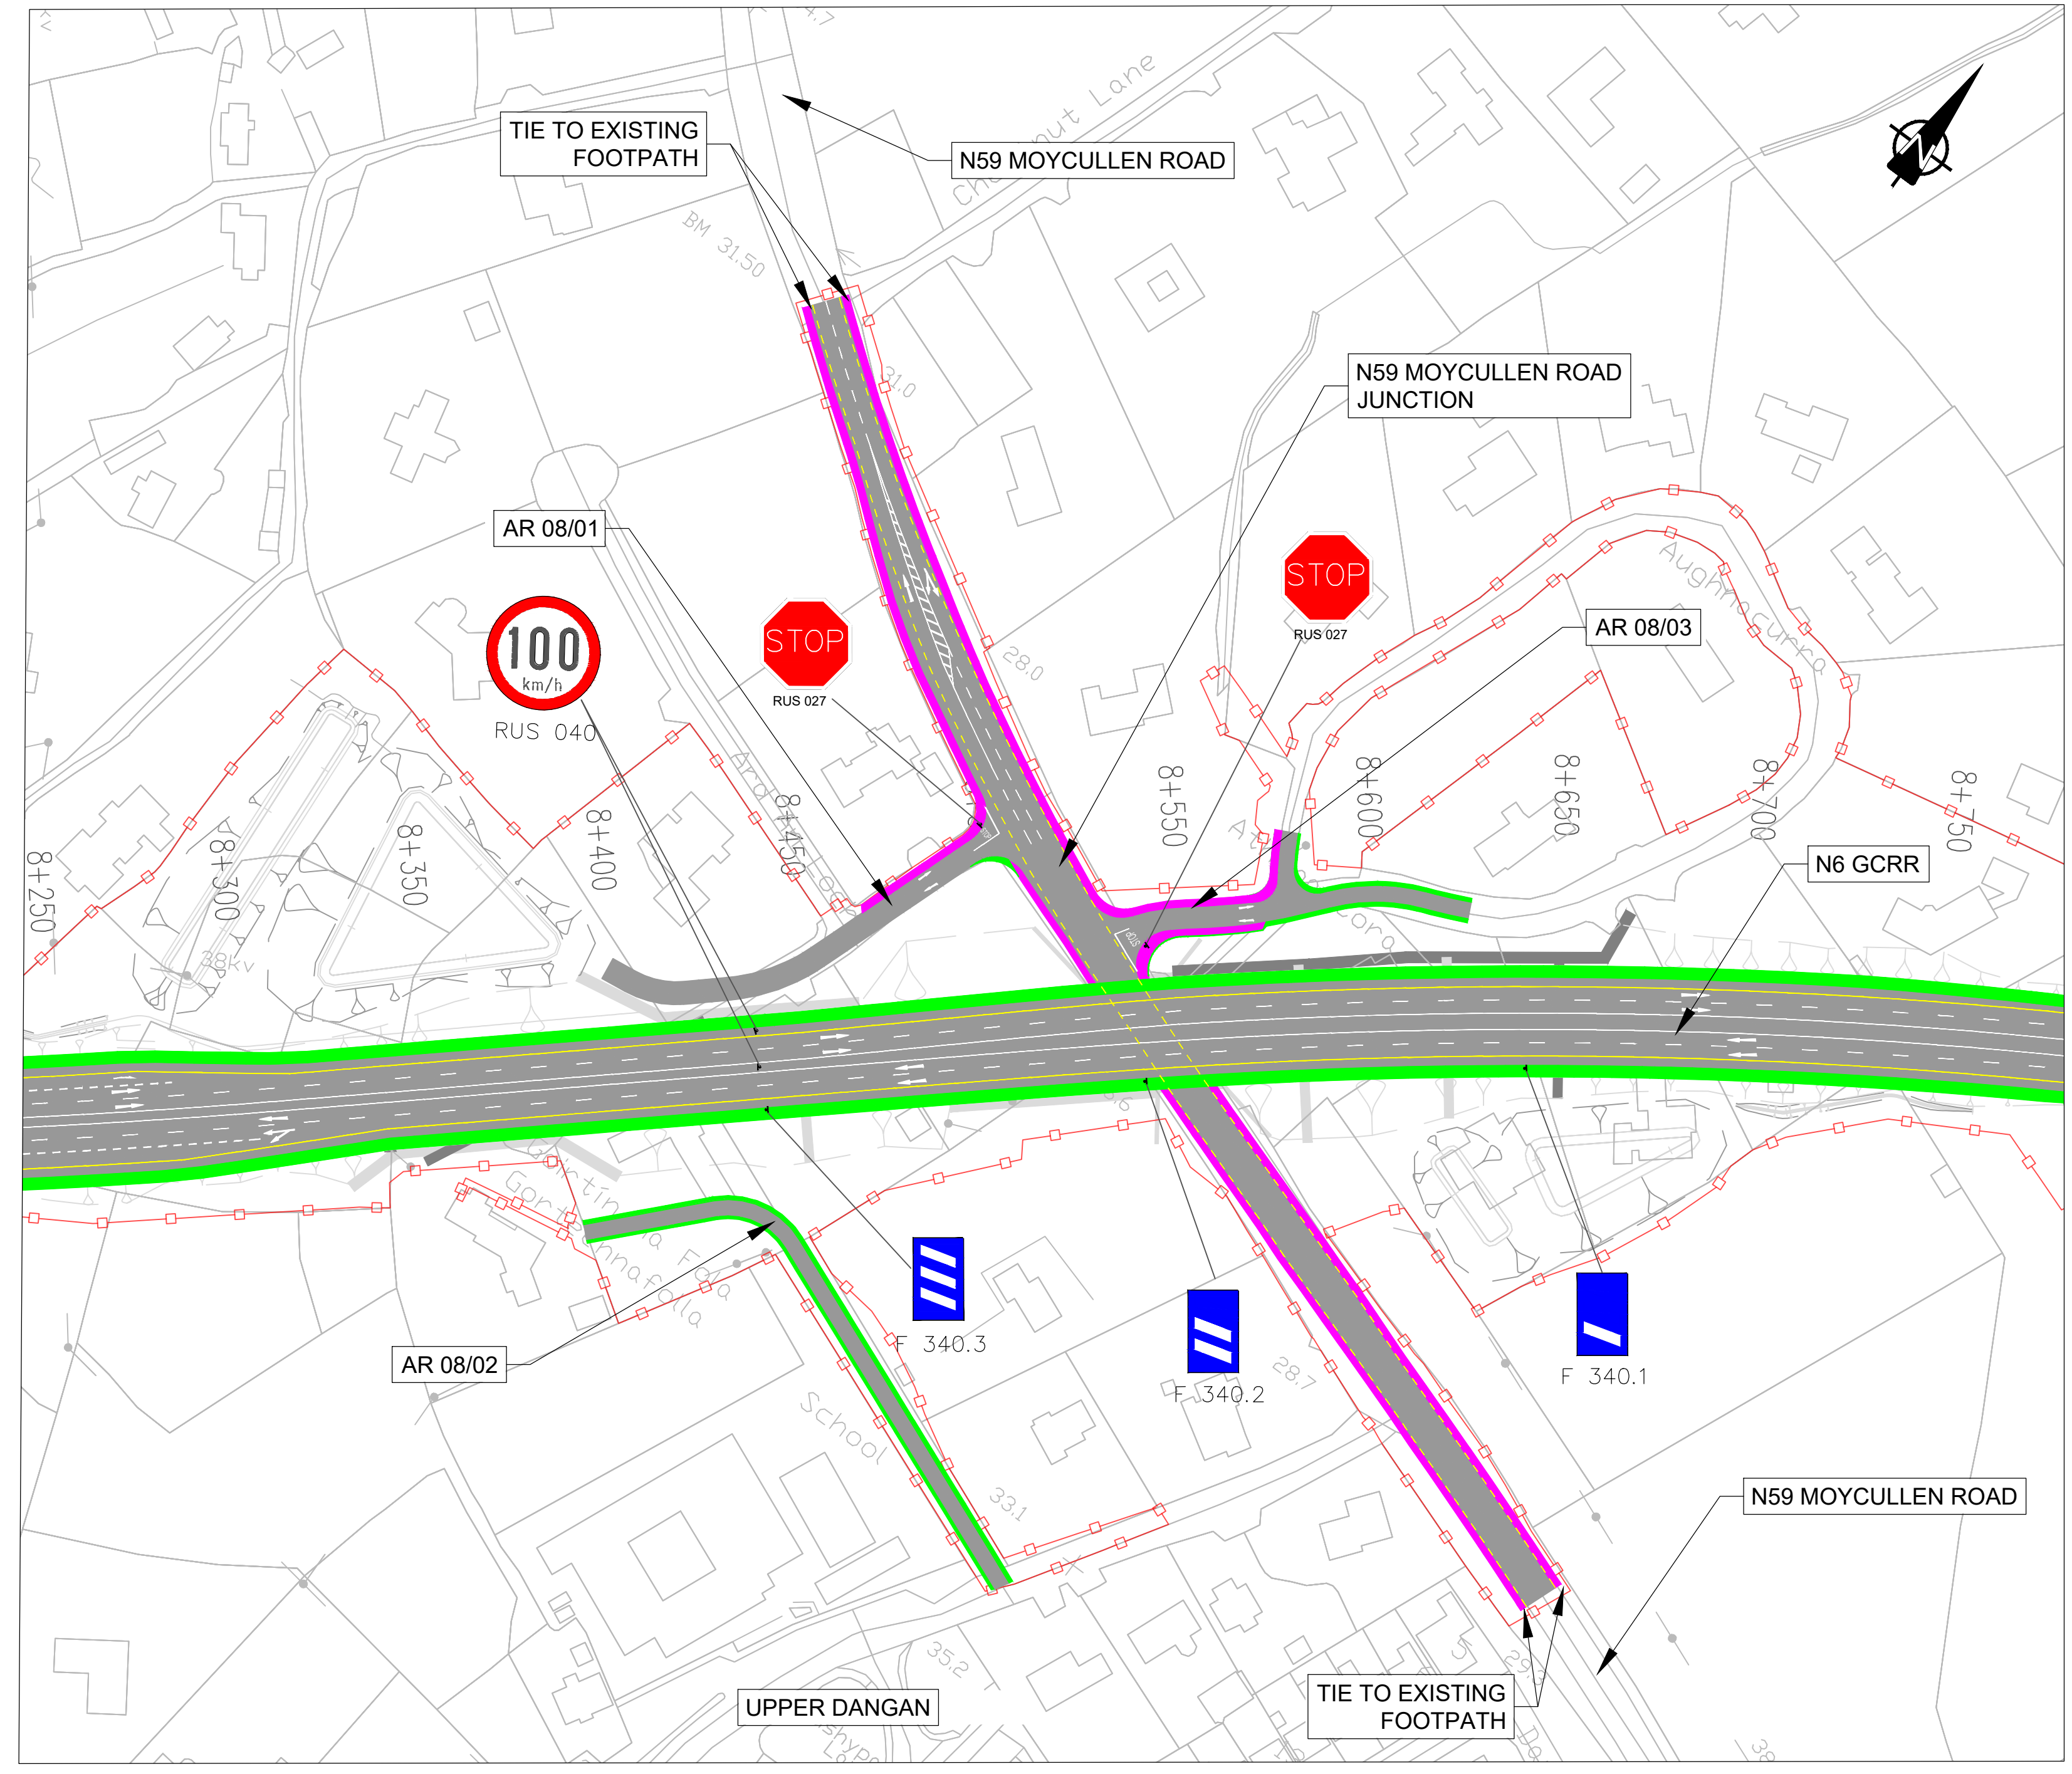 TIE TO EXISTING
FOOTPATH
N59 MOYCULLEN ROAD
BM 31.50
N
31.0
N59 MOYCULLEN ROAD
JUNCTION
AR 08/01
STOP
RUS 027
STOP
RUS 027
100
km/h
RUS 040
AR 08/03
28.0
8+250
8+300
8+350
8+400
8+450
8+550
8+600
8+650
8+700
8+750
N6 GCRR
38kv
STOP
AR 08/02
School
33.1
F 340.3
F 340.2
F 340.1
28.7
N59 MOYCULLEN ROAD
35.2
UPPER DANGAN
TIE TO EXISTING
FOOTPATH